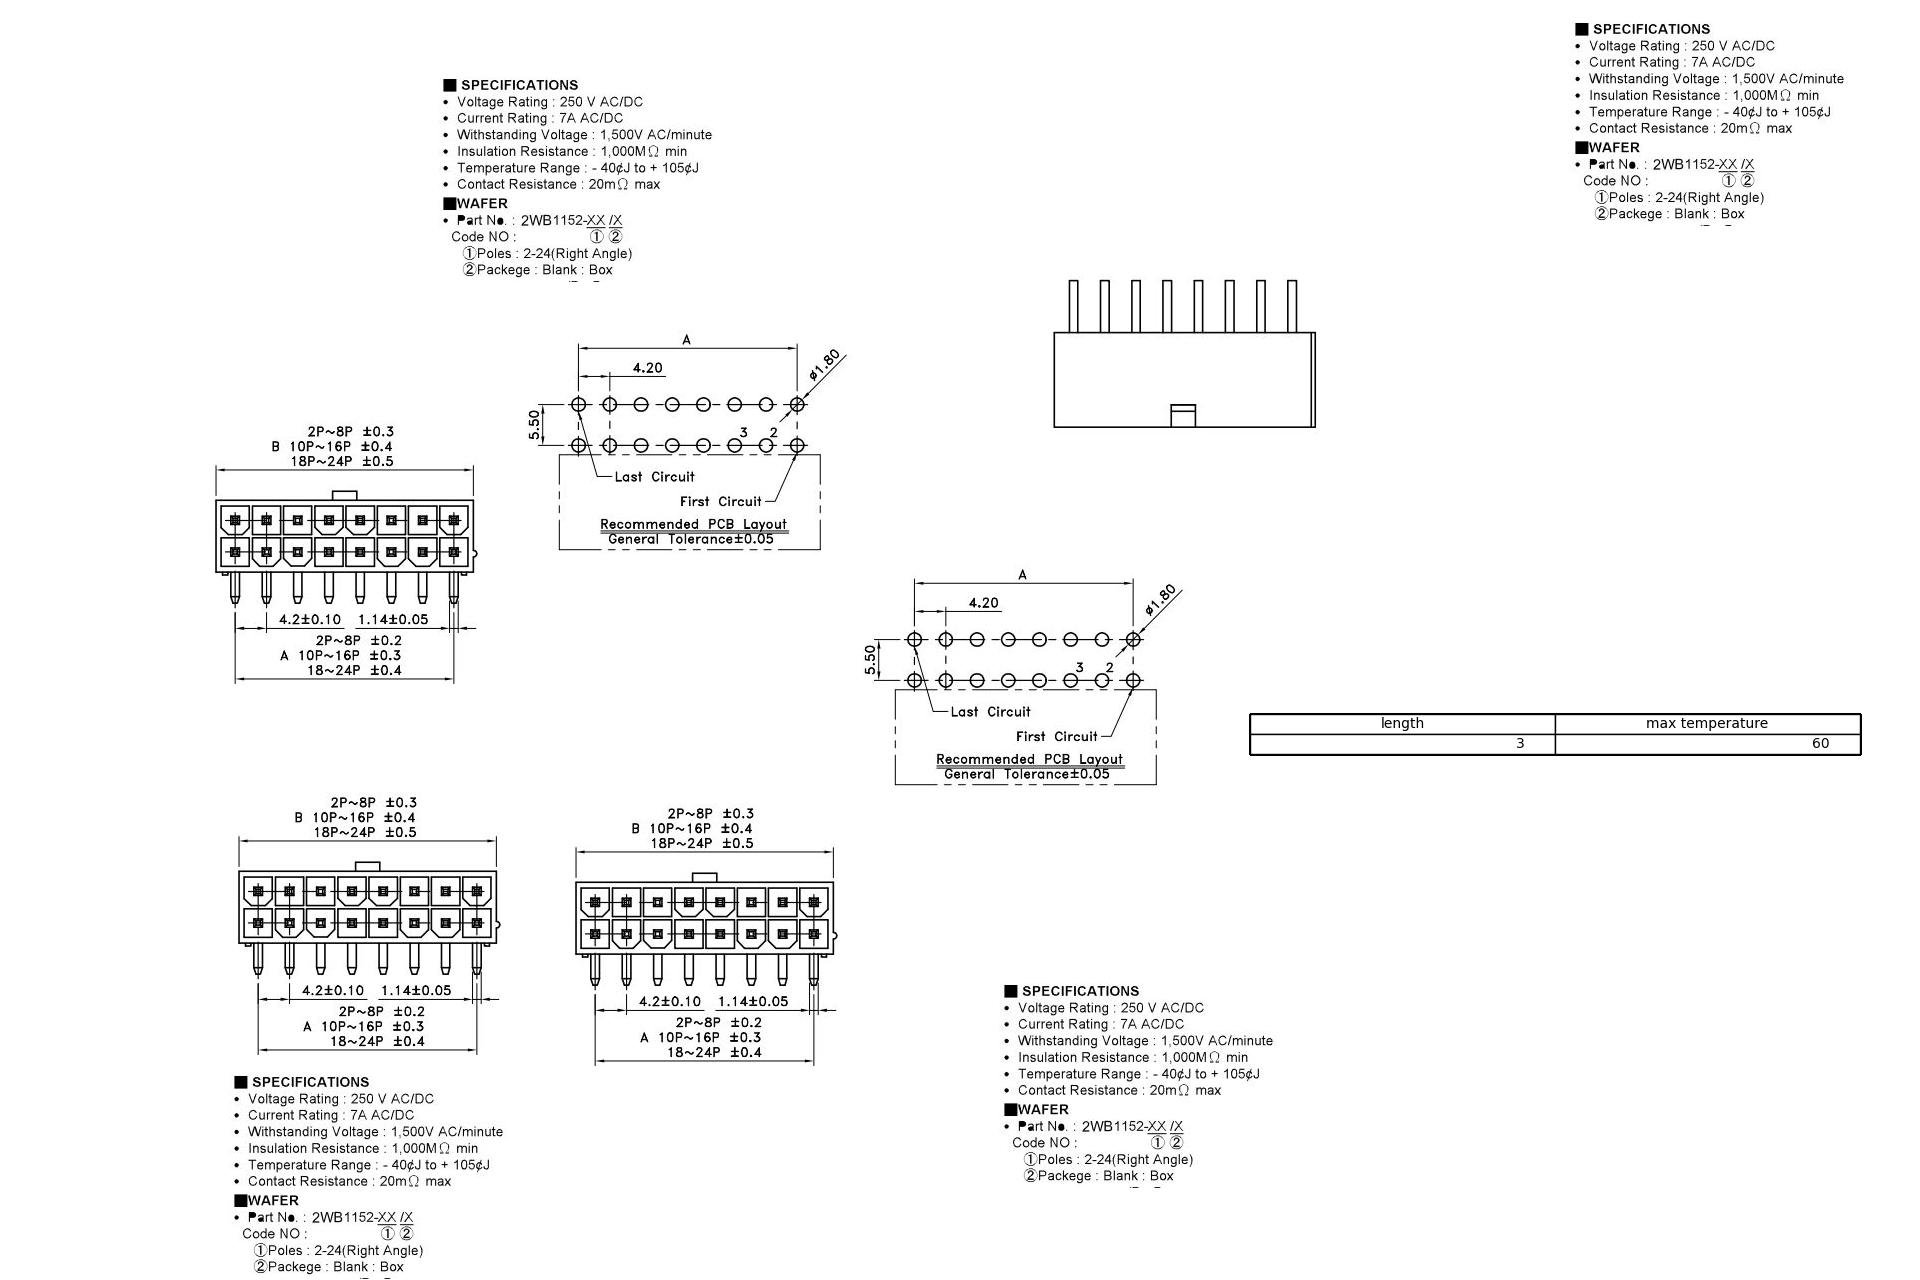 ■ SPECIFICATIONS
• Voltage Rating : 250 V AC/DC
• Current Rating : 7A AC/DC
• Withstanding Voltage : 1,500V AC/minute
• Insulation Resistance : 1,000MΩ min
• Temperature Range : - 40¢J to + 105¢J
• Contact Resistance : 20mΩ max
■WAFER
• Part No. : 2WB1152-XX /X
Code NO : ① ②
①Poles : 2-24(Right Angle)
②Packege : Blank : Box
■ SPECIFICATIONS
• Voltage Rating : 250 V AC/DC
• Current Rating : 7A AC/DC
• Withstanding Voltage : 1,500V AC/minute
• Insulation Resistance : 1,000MΩ min
• Temperature Range : - 40¢J to + 105¢J
• Contact Resistance : 20mΩ max
■WAFER
• Part No. : 2WB1152-XX /X
Code NO : ① ②
①Poles : 2-24(Right Angle)
②Packege : Blank : Box
A
4.20
ø1.80
5.50
3 2
Last Circuit
First Circuit
Recommended PCB Layout
General Tolerance±0.05
2P~8P ±0.3
B 10P~16P ±0.4
18P~24P ±0.5
4.2±0.10 1.14±0.05
2P~8P ±0.2
A 10P~16P ±0.3
18~24P ±0.4
A
4.20
ø1.80
5.50
3 2
Last Circuit
First Circuit
Recommended PCB Layout
General Tolerance±0.05
length max temperature
3 60
2P~8P ±0.3
B 10P~16P ±0.4
18P~24P ±0.5
4.2±0.10 1.14±0.05
2P~8P ±0.2
A 10P~16P ±0.3
18~24P ±0.4
2P~8P ±0.3
B 10P~16P ±0.4
18P~24P ±0.5
4.2±0.10 1.14±0.05
2P~8P ±0.2
A 10P~16P ±0.3
18~24P ±0.4
■ SPECIFICATIONS
• Voltage Rating : 250 V AC/DC
• Current Rating : 7A AC/DC
• Withstanding Voltage : 1,500V AC/minute
• Insulation Resistance : 1,000MΩ min
• Temperature Range : - 40¢J to + 105¢J
• Contact Resistance : 20mΩ max
■WAFER
• Part No. : 2WB1152-XX /X
Code NO : ① ②
①Poles : 2-24(Right Angle)
②Packege : Blank : Box
■ SPECIFICATIONS
• Voltage Rating : 250 V AC/DC
• Current Rating : 7A AC/DC
• Withstanding Voltage : 1,500V AC/minute
• Insulation Resistance : 1,000MΩ min
• Temperature Range : - 40¢J to + 105¢J
• Contact Resistance : 20mΩ max
■WAFER
• Part No. : 2WB1152-XX /X
Code NO : ① ②
①Poles : 2-24(Right Angle)
②Packege : Blank : Box